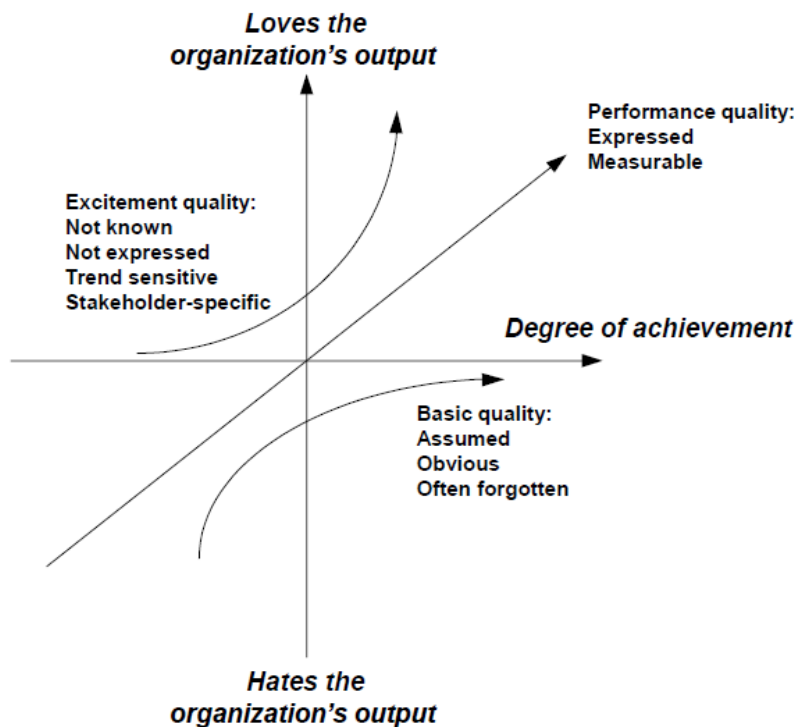 Loves the
organization's output
Performance quality:
Expressed
Measurable
Excitement quality:
Not known
Not expressed
Trend sensitive
Stakeholder-specific
Degree of achievement
Basic quality:
Assumed
Obvious
Often forgotten
Hates the
organization's output